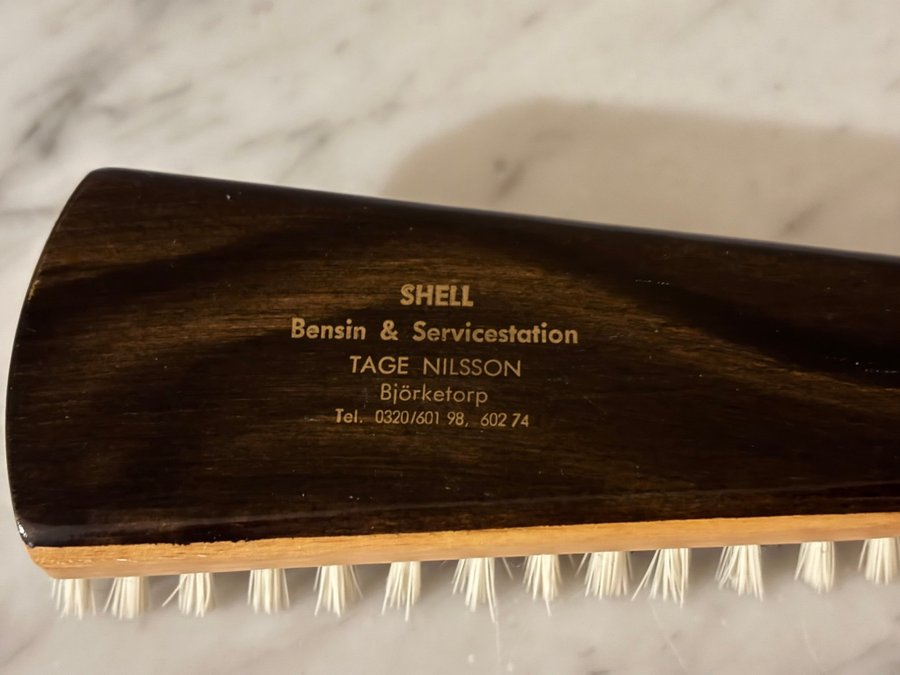 SHELL
Bensin & Servicestation
TAGE NILSSON
Björketorp
Tel. 0320/601 98, 602 74